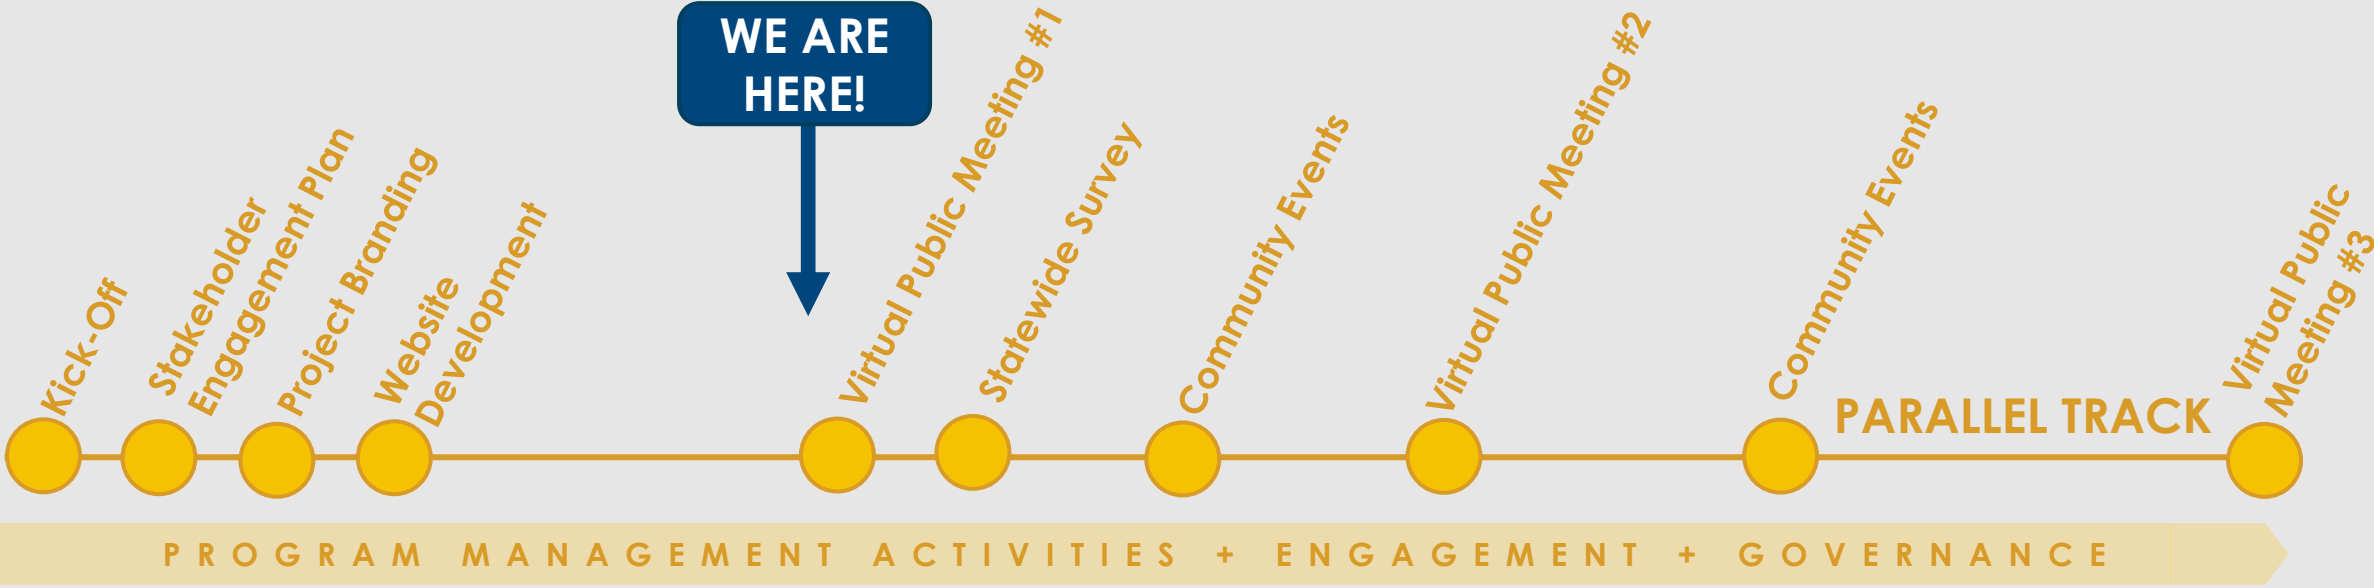 WE ARE
HERE!
Kick-Off
Stakeholder
Engagement Plan
Project Branding
Website
Development
Virtual Public Meeting #1
Statewide Survey
Community Events
Virtual Public Meeting #2
Community Events
PARALLEL TRACK
Virtual Public
Meeting #3
PROGRAM MANAGEMENT ACTIVITIES + ENGAGEMENT + GOVERNANCE